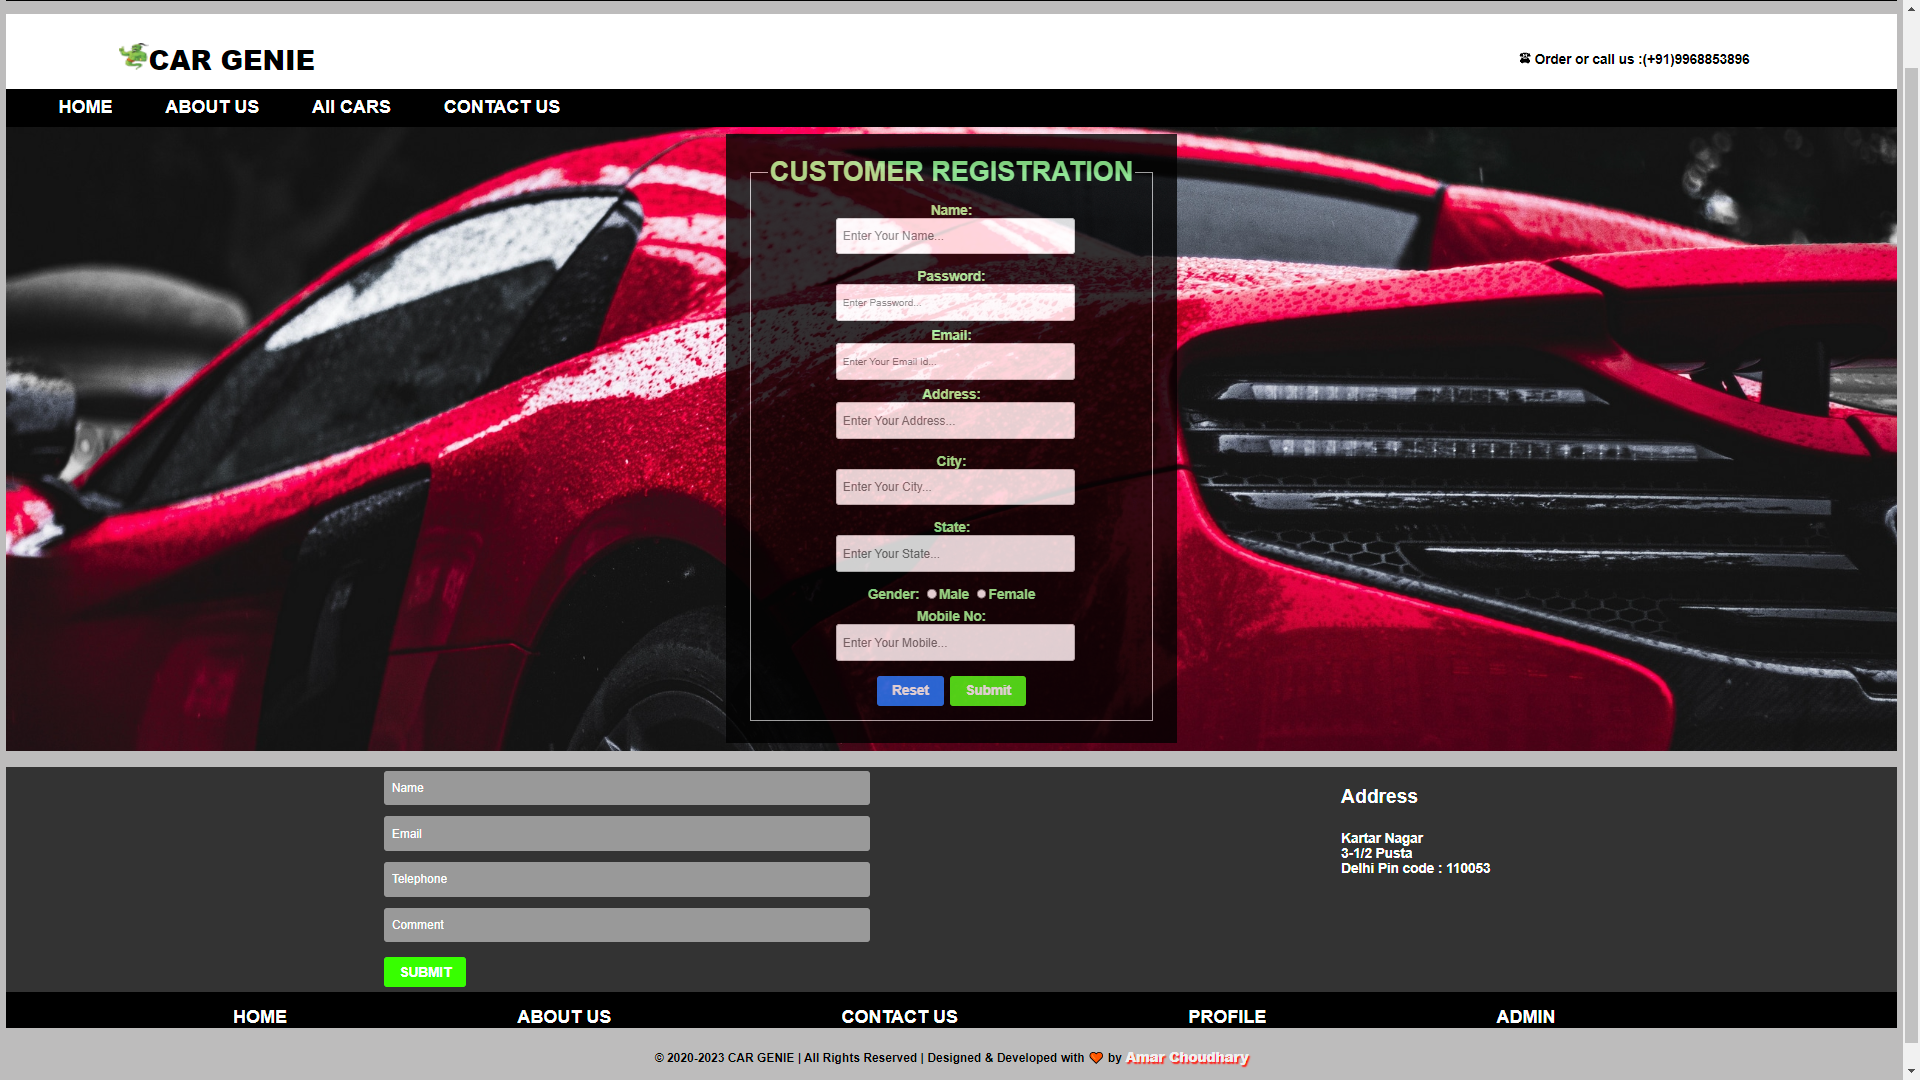 CAR GENIE
Order or call us :(+91)9968853896
HOME ABOUT US All CARS CONTACT US
CUSTOMER REGISTRATION
Name:
Enter Your Name...
Password:
Enter Password...
Email:
Enter Your Email id...
Address:
Enter Your Address...
City:
Enter Your City...
State:
Enter Your State...
Gender: Male Female
Mobile No:
Enter Your Mobile...
Reset Submit
Name
Email
Telephone
Comment
SUBMIT
Address
Kartar Nagar
3-1/2 Pusta
Delhi Pin code : 110053
HOME ABOUT US CONTACT US PROFILE ADMIN
© 2020-2023 CAR GENIE | All Rights Reserved | Designed & Developed with 🧡 by Amar Choudhary